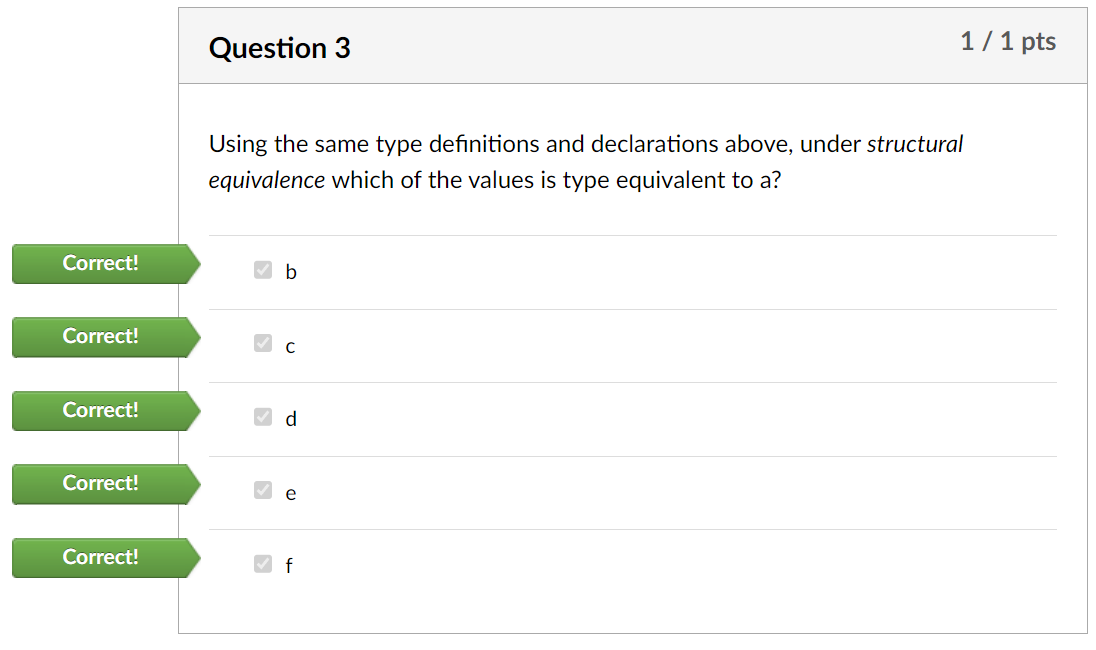 Question 3
1 / 1 pts
Using the same type definitions and declarations above, under structural
equivalence which of the values is type equivalent to a?
Correct!
b
Correct!
c
Correct!
d
Correct!
e
Correct!
f